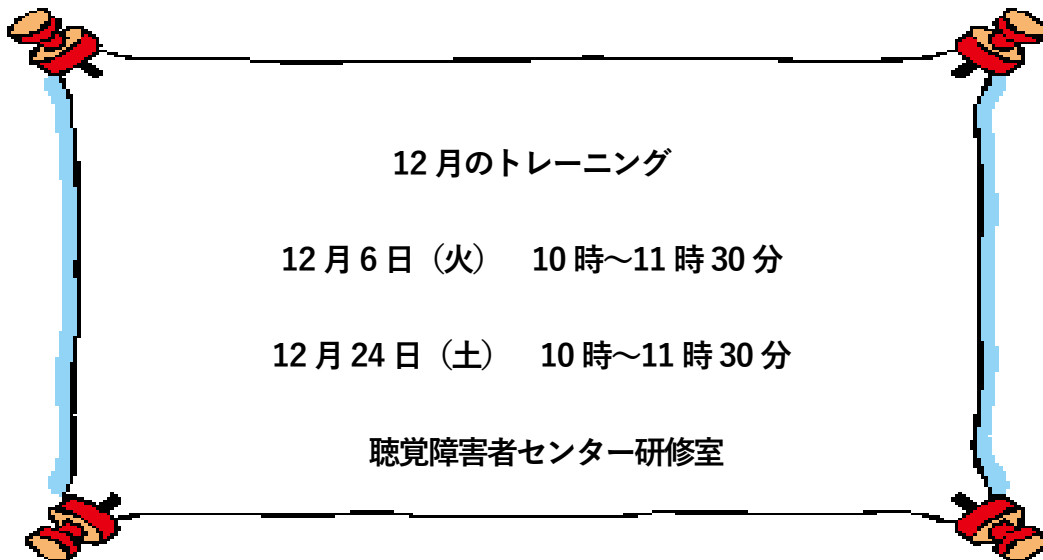 12月のトレーニング
12月6日（火）　10時～11時30分
12月24日（土）　10時～11時30分
聴覚障害者センター研修室